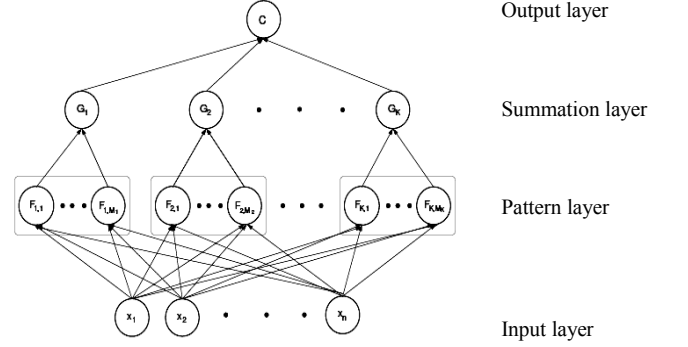 C Output layer
G1 G2 . . . GK Summation layer
F1,1 ... F1,M1 F2,1 ... F2,M2 . . . FK,1 ... FK,MK Pattern layer
x1 x2 . . . xn
Input layer